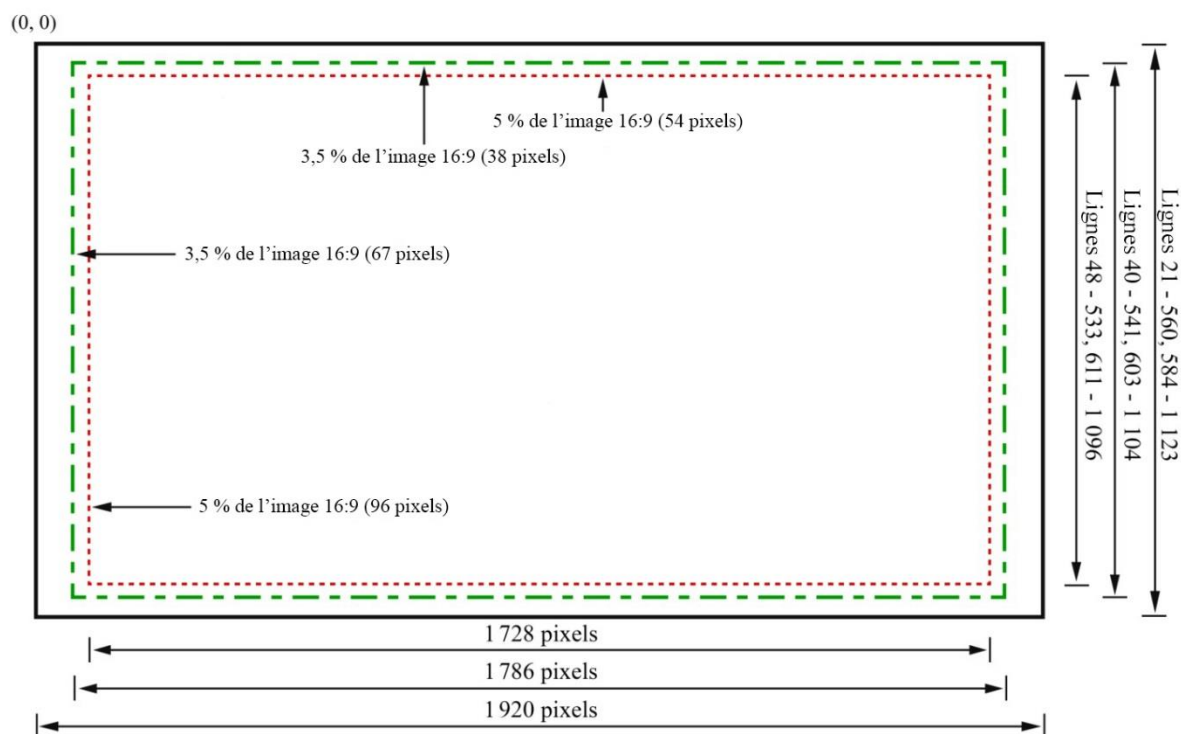 (0, 0)
5 % de l’image 16:9 (54 pixels)
3,5 % de l’image 16:9 (38 pixels)
3,5 % de l’image 16:9 (67 pixels)
5 % de l’image 16:9 (96 pixels)
Lignes 48 - 533, 611 - 1 096
Lignes 40 - 541, 603 - 1 104
Lignes 21 - 560, 584 - 1 123
1 728 pixels
1 786 pixels
1 920 pixels